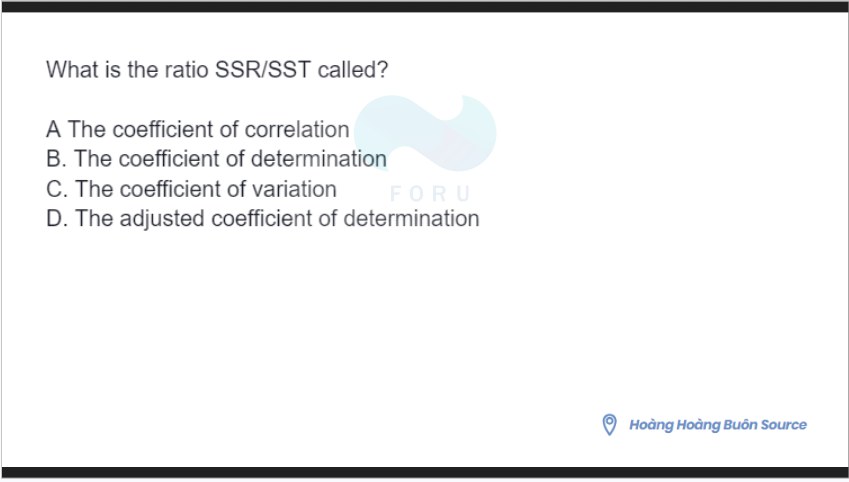 What is the ratio SSR/SST called?
A The coefficient of correlation
B. The coefficient of determination
C. The coefficient of variation
FORU
D. The adjusted coefficient of determination
Hoàng Hoàng Buôn Source